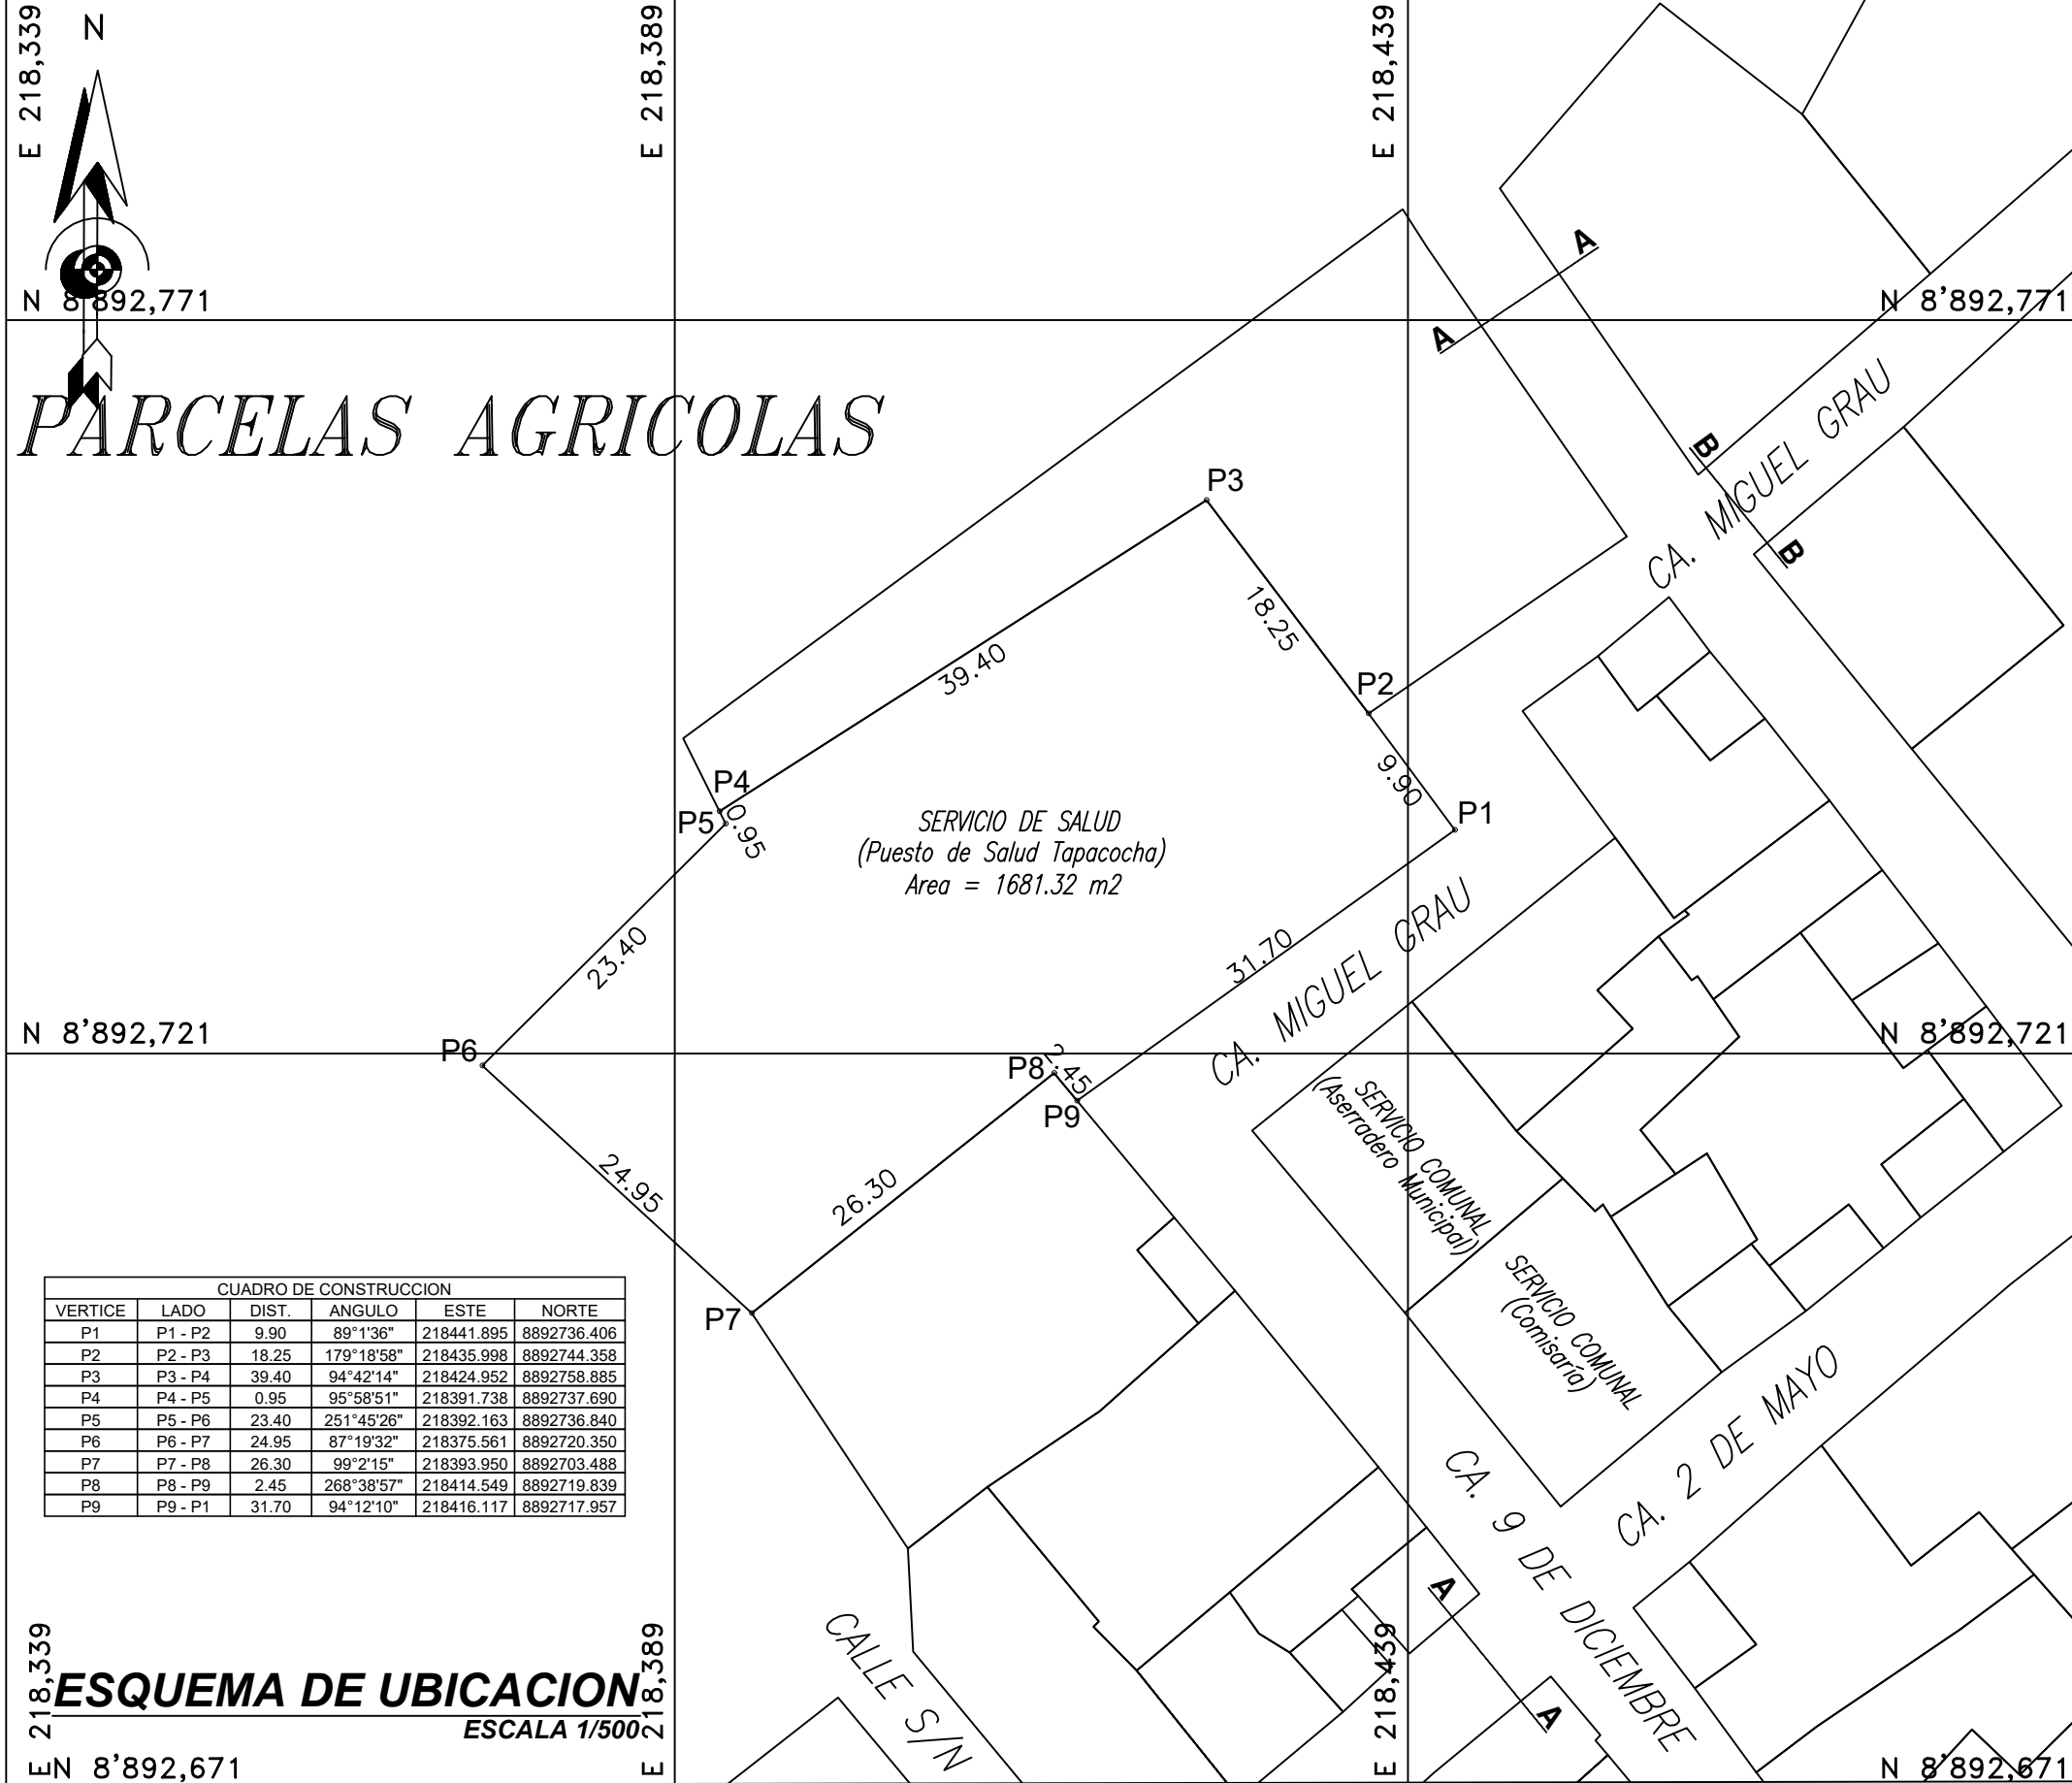 E 218,339
N
E 218,389
E 218,439
A
A
N 8'892,771
N 8'892,771
PARCELAS AGRICOLAS
B
B
CA. MIGUEL GRAU
P3
18.25
39.40
P2
9.90
P1
P4
P5
0.95
SERVICIO DE SALUD
(Puesto de Salud Tapacocha)
Area = 1681.32 m2
23.40
31.70
CA. MIGUEL GRAU
N 8'892,721
N 8'892,721
P6
P8
2.45
P9
SERVICIO COMUNAL
(Aserradero Municipal)
24.95
26.30
P7
SERVICIO COMUNAL
(Comisaría)
CUADRO DE CONSTRUCCION
VERTICE LADO DIST. ANGULO ESTE NORTE
P1 P1 - P2 9.90 89°1'36" 218441.895 8892736.406
P2 P2 - P3 18.25 179°18'58" 218435.998 8892744.358
P3 P3 - P4 39.40 94°42'14" 218424.952 8892758.885
P4 P4 - P5 0.95 95°58'51" 218391.738 8892737.690
P5 P5 - P6 23.40 251°45'26" 218392.163 8892736.840
P6 P6 - P7 24.95 87°19'32" 218375.561 8892720.350
P7 P7 - P8 26.30 99°2'15" 218393.950 8892703.488
P8 P8 - P9 2.45 268°38'57" 218414.549 8892719.839
P9 P9 - P1 31.70 94°12'10" 218416.117 8892717.957
CA. 2 DE MAYO
CA. 9 DE DICIEMBRE
CALLE S/N
A
A
E 218,339
E 218,389
E 218,439
ESQUEMA DE UBICACION
ESCALA 1/500
N 8'892,671
N 8'892,671